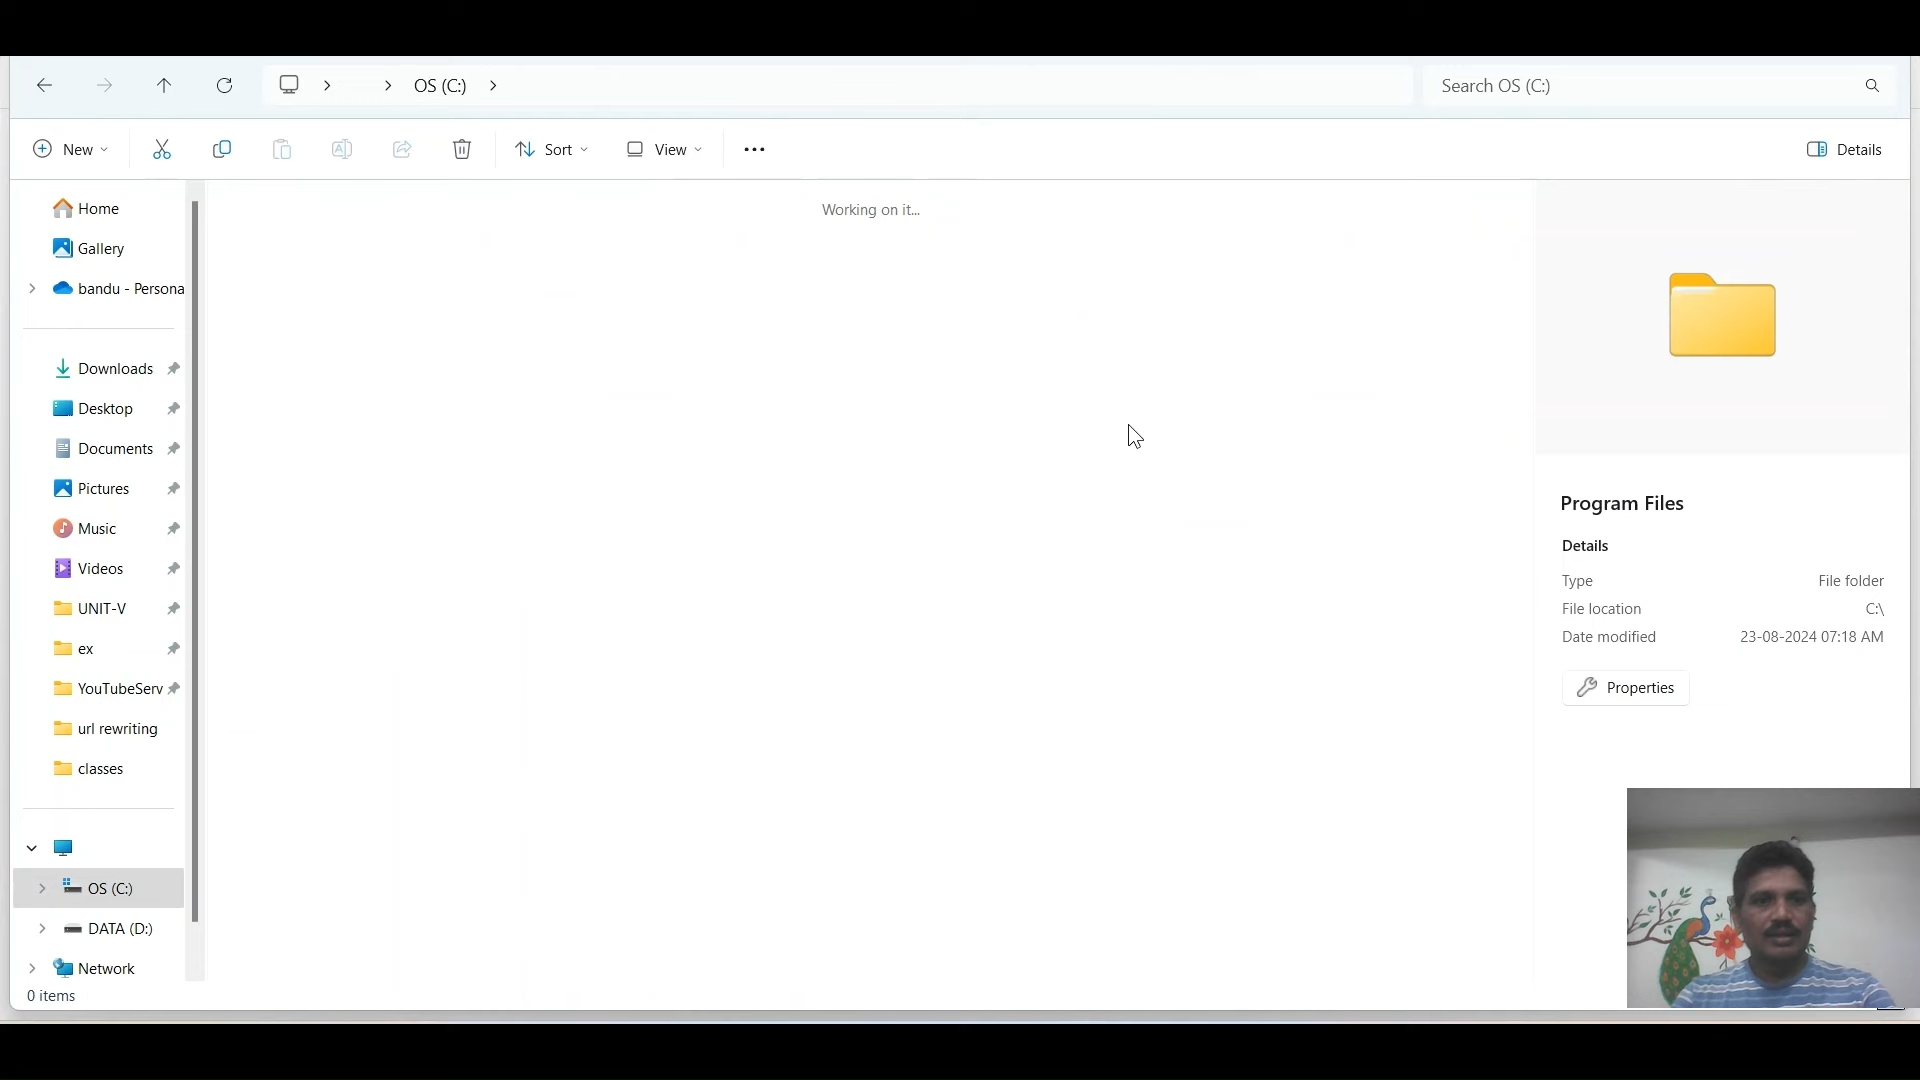 OS (C:)
Search OS (C:)
New
Sort
View
Details
Home
Gallery
bandu - Persona
Downloads
Desktop
Documents
Pictures
Music
Videos
UNIT-V
ex
YouTubeServ
url rewriting
classes
OS (C:)
DATA (D:)
Network
0 items
Working on it...
Program Files
Details
Type File folder
File location C:\
Date modified 23-08-2024 07:18 AM
Properties